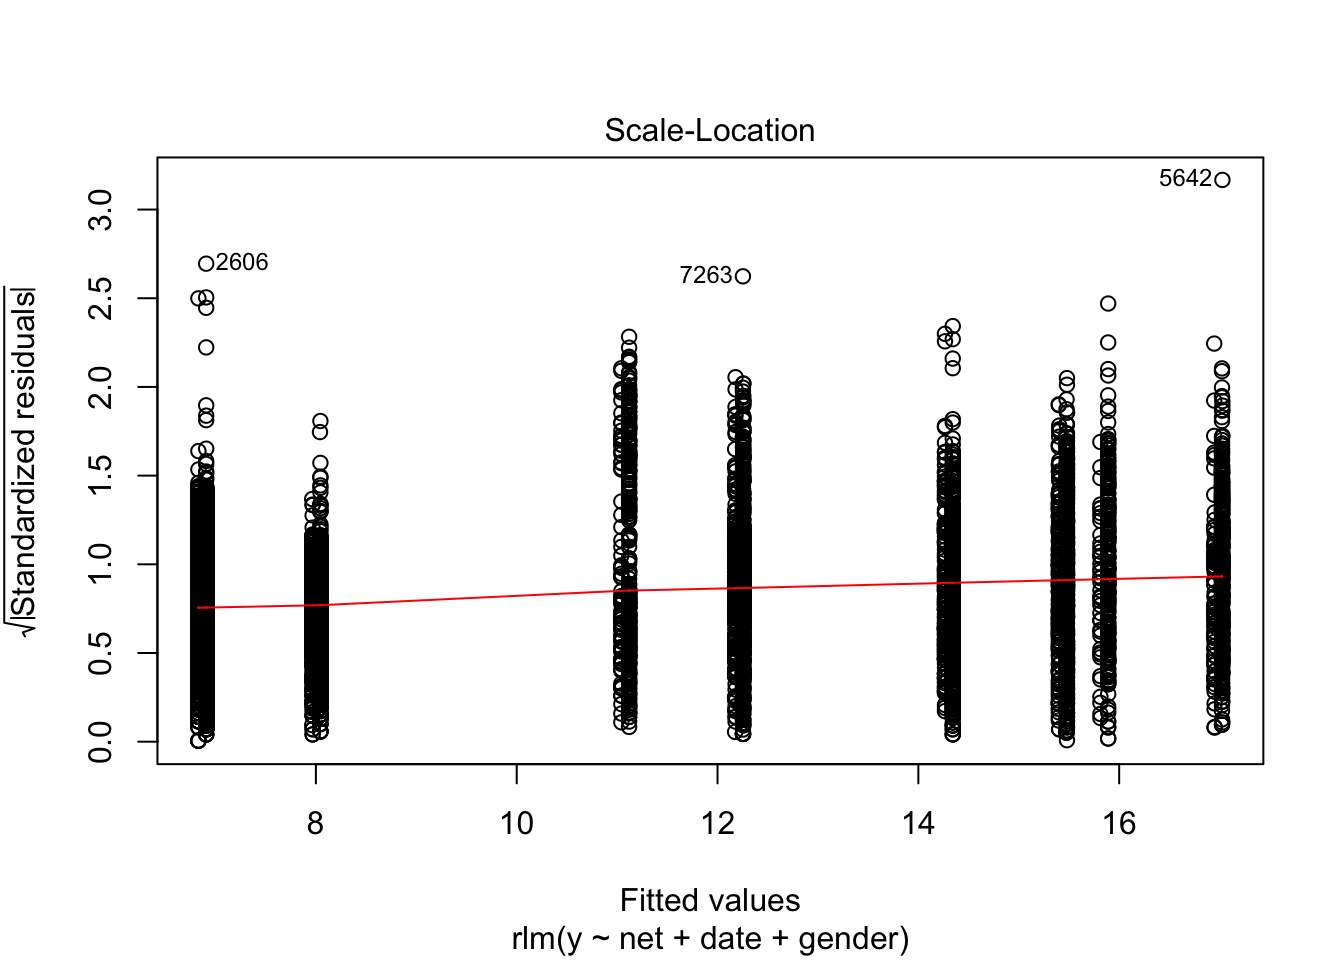 Scale-Location
√|Standardized residuals|
3.0
2.5
2.0
1.5
1.0
0.5
0.0
5642
2606
7263
8 10 12 14 16
Fitted values
rlm(y ~ net + date + gender)